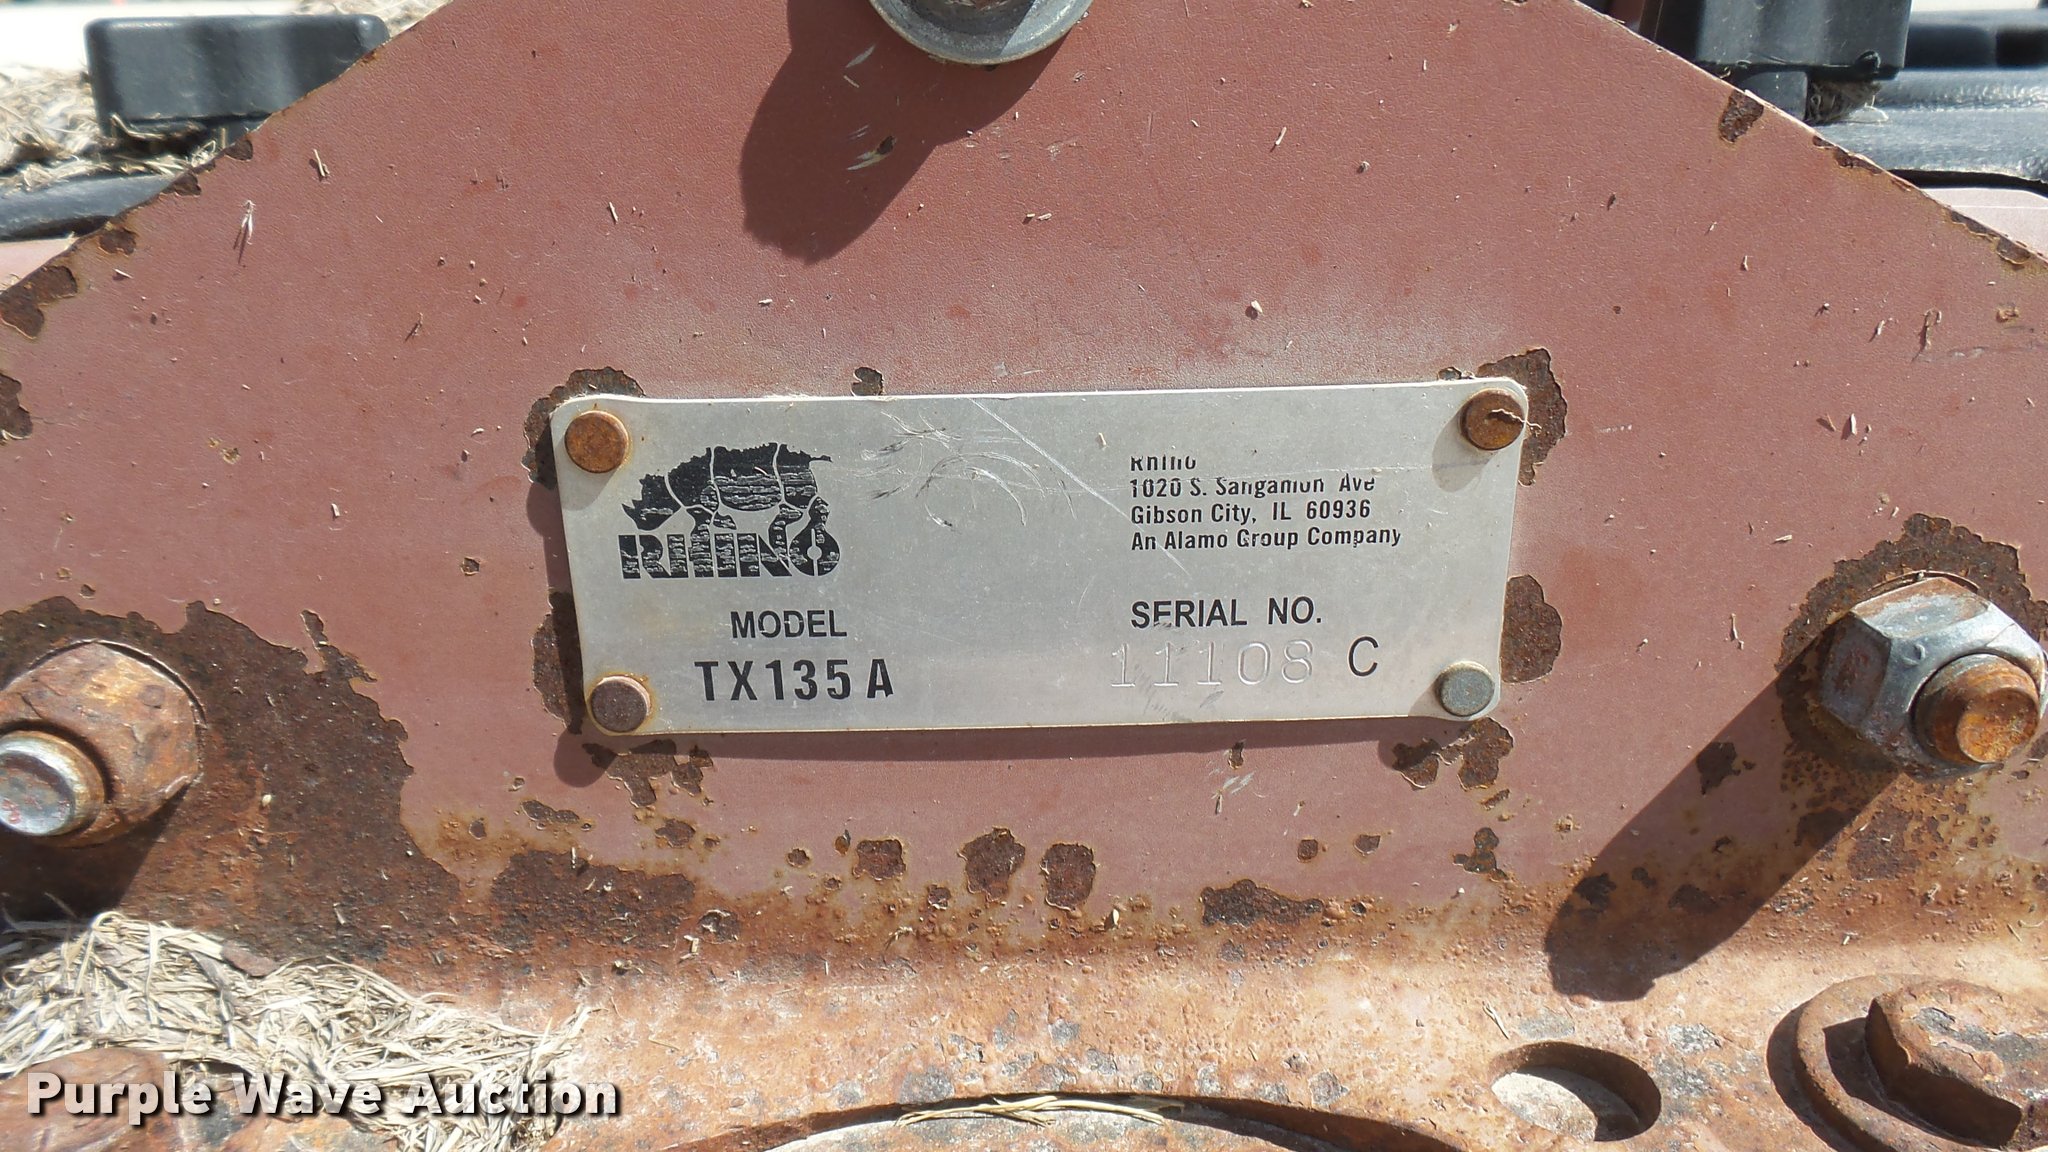 RHINO
Rhino
1020 S. Sangamon Ave
Gibson City, IL 60936
An Alamo Group Company
MODEL
TX135A
SERIAL NO.
11108 C
Purple Wave Auction